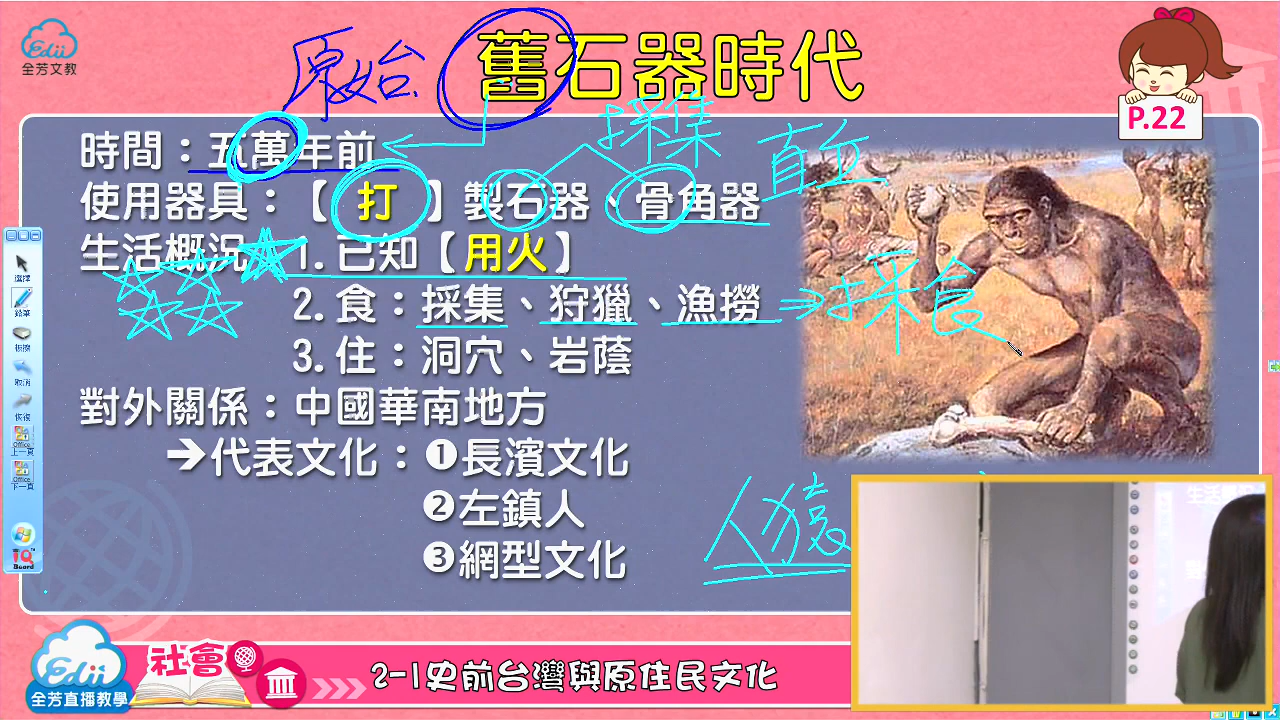 Edii
全芳文教
原始
舊石器時代
P.22
時間：五萬年前
採集
直立
使用器具：【 打 】製石器、骨角器
生活概況 1.已知【用火】
2.食：採集、狩獵、漁撈 ⇒採食
3.住：洞穴、岩蔭
對外關係：中國華南地方
➔代表文化：❶長濱文化
❷左鎮人
❸網型文化
人猿
選擇
鉛筆
板擦
取消
恢復
Office
上一頁
Office
下一頁
IQ
Board
Edii
全芳直播教學
社會
2-1史前台灣與原住民文化